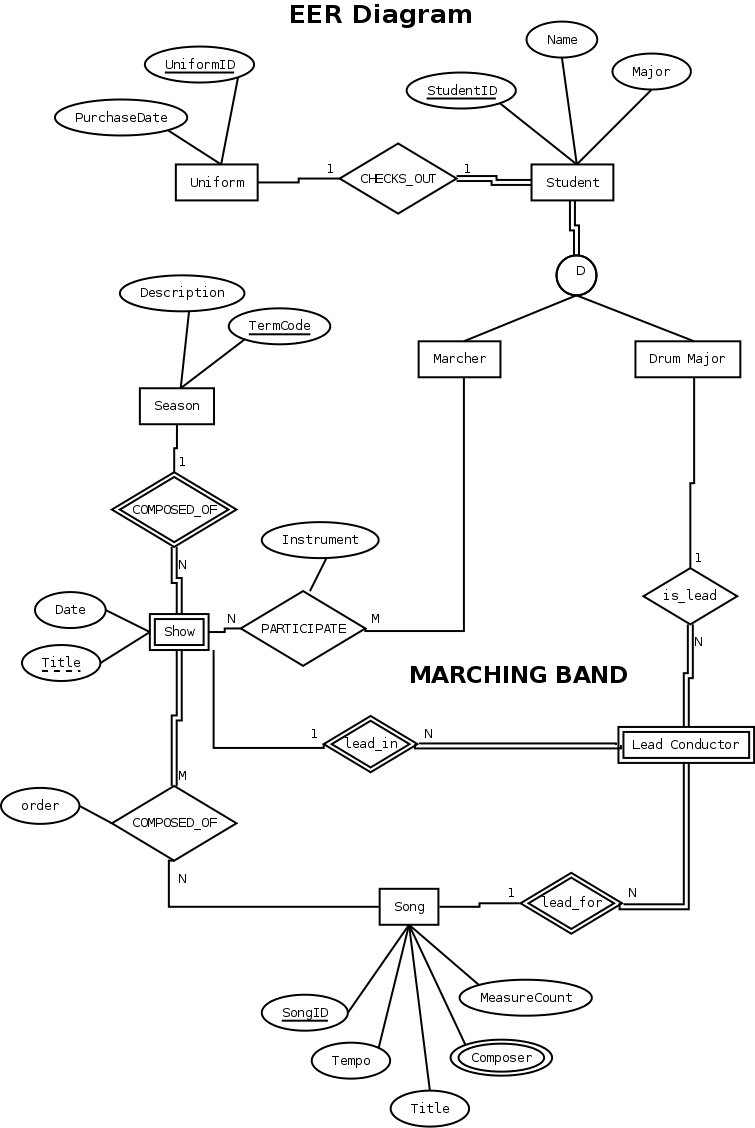 EER Diagram
Name
UniformID
Major
StudentID
PurchaseDate
1
CHECKS_OUT
1
Uniform
Student
D
Description
TermCode
Marcher
Drum Major
Season
1
COMPOSED_OF
Instrument
N
1
is_lead
Date
N
M
Show
PARTICIPATE
N
Title
MARCHING BAND
1
lead_in
N
Lead Conductor
M
order
COMPOSED_OF
N
1
N
Song
lead_for
MeasureCount
SongID
Tempo
Composer
Title